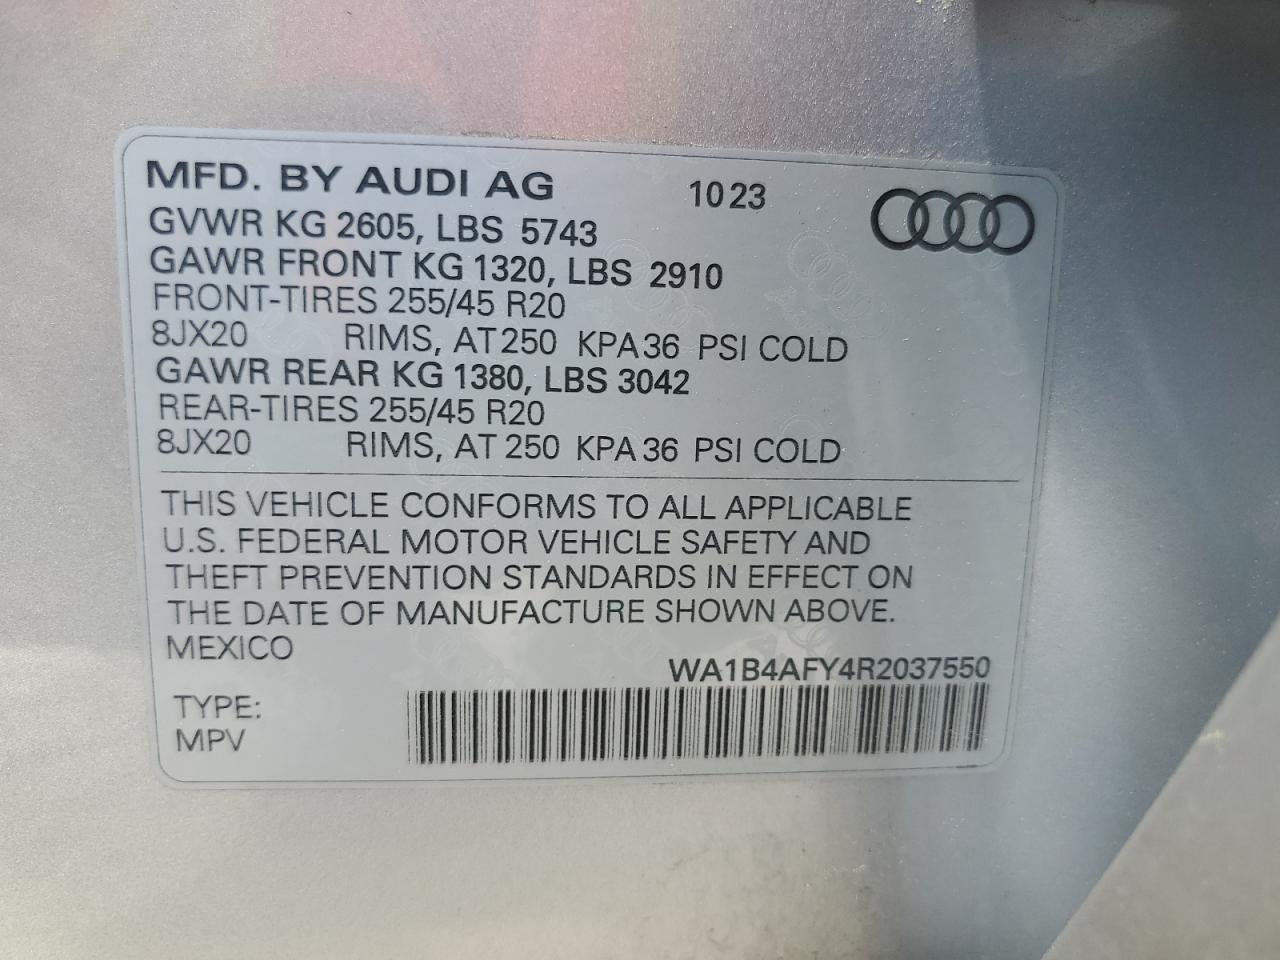 MFD. BY AUDI AG 10 23
GVWR KG 2605, LBS 5743
GAWR FRONT KG 1320, LBS 2910
FRONT-TIRES 255/45 R20
8JX20 RIMS, AT 250 KPA 36 PSI COLD
GAWR REAR KG 1380, LBS 3042
REAR-TIRES 255/45 R20
8JX20 RIMS, AT 250 KPA 36 PSI COLD
THIS VEHICLE CONFORMS TO ALL APPLICABLE
U.S. FEDERAL MOTOR VEHICLE SAFETY AND
THEFT PREVENTION STANDARDS IN EFFECT ON
THE DATE OF MANUFACTURE SHOWN ABOVE.
MEXICO
WA1B4AFY4R2037550
TYPE:
MPV